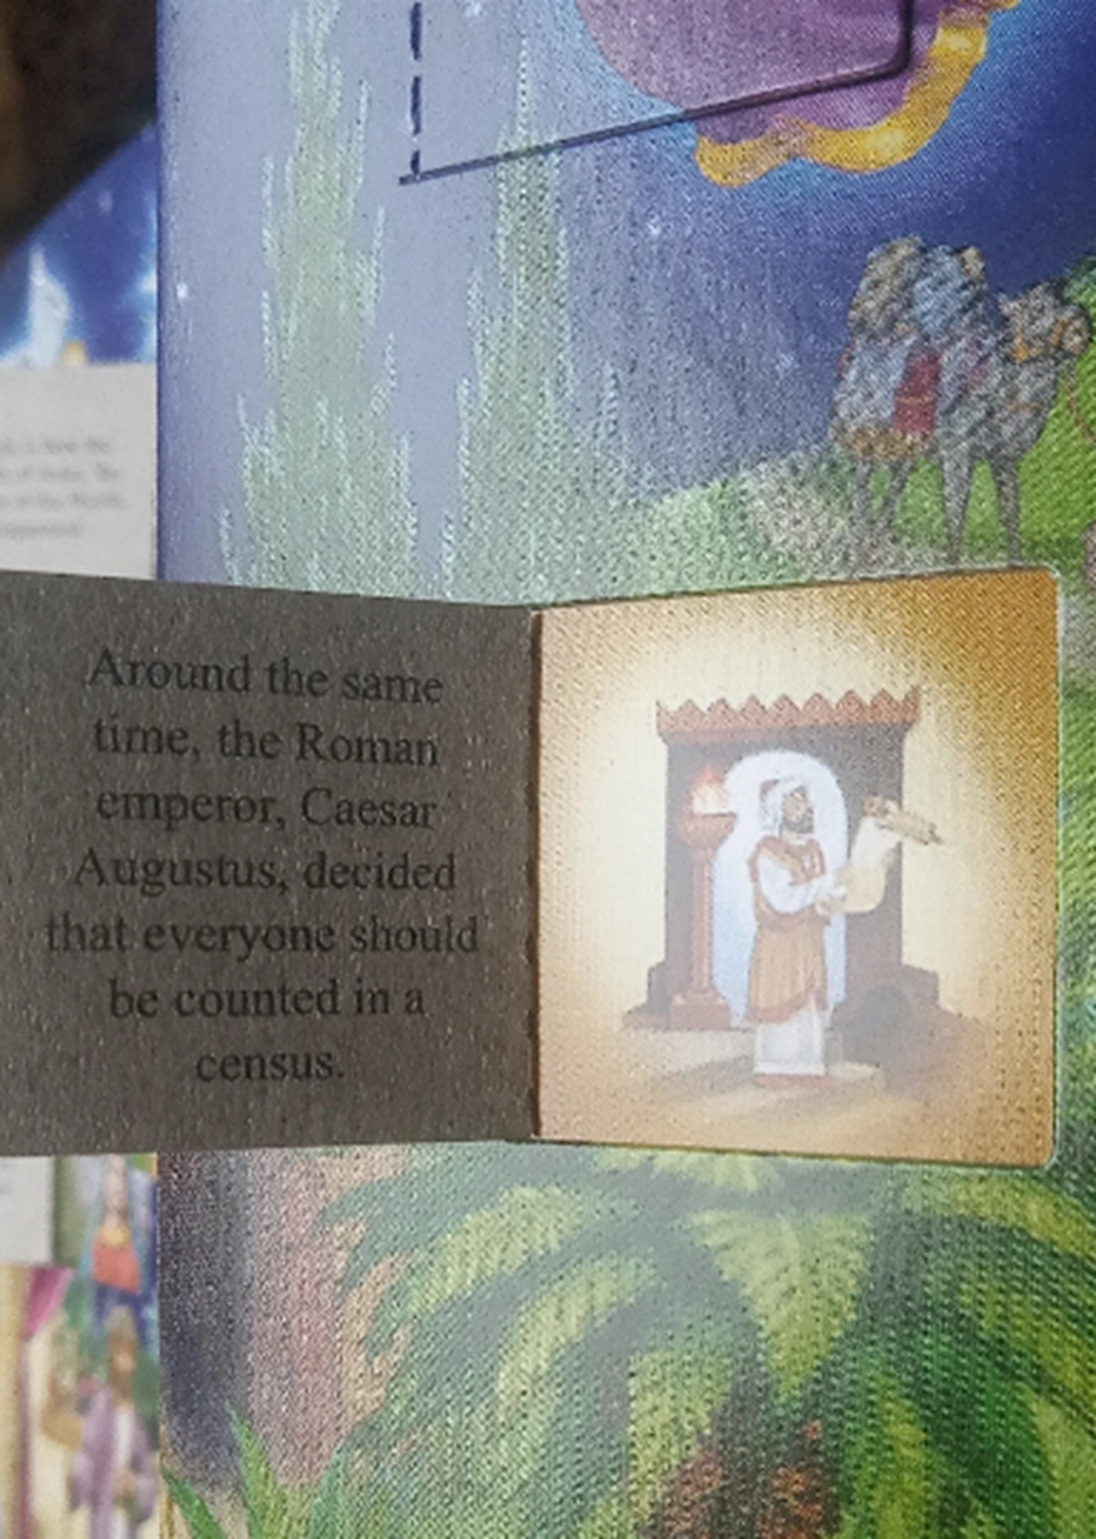 Around the same
time, the Roman
emperor, Caesar
Augustus, decided
that everyone should
be counted in a
census.